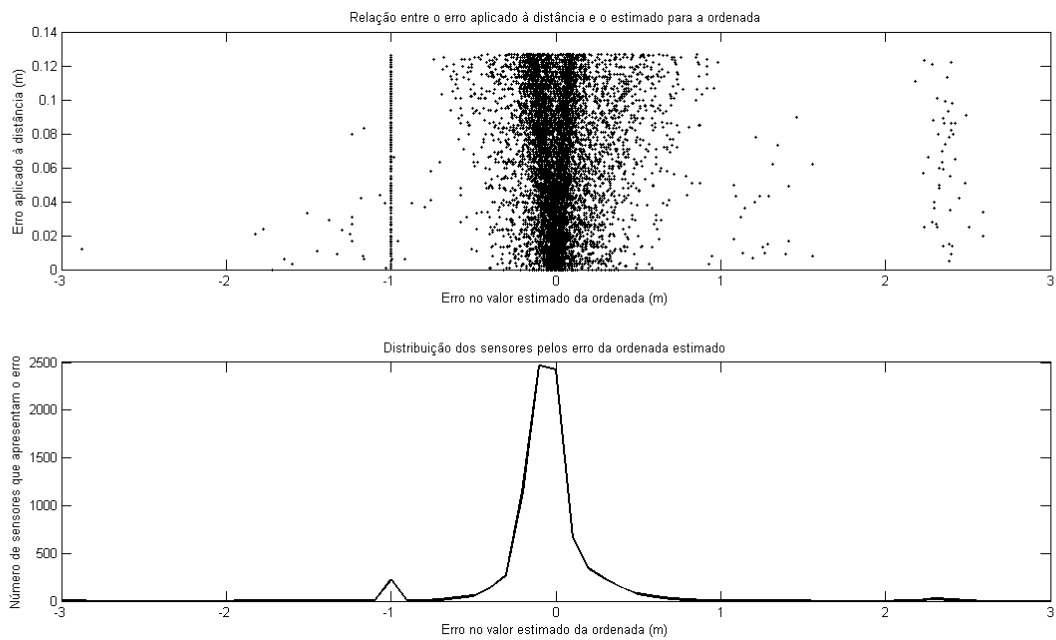 Relação entre o erro aplicado à distância e o estimado para a ordenada
Erro aplicado à distância (m)
0.14
0.12
0.1
0.08
0.06
0.04
0.02
0
-3 -2 -1 0 1 2 3
Erro no valor estimado da ordenada (m)
Distribuição dos sensores pelos erro da ordenada estimado
Número de sensores que apresentam o erro
2500
2000
1500
1000
500
0
-3 -2 -1 0 1 2 3
Erro no valor estimado da ordenada (m)